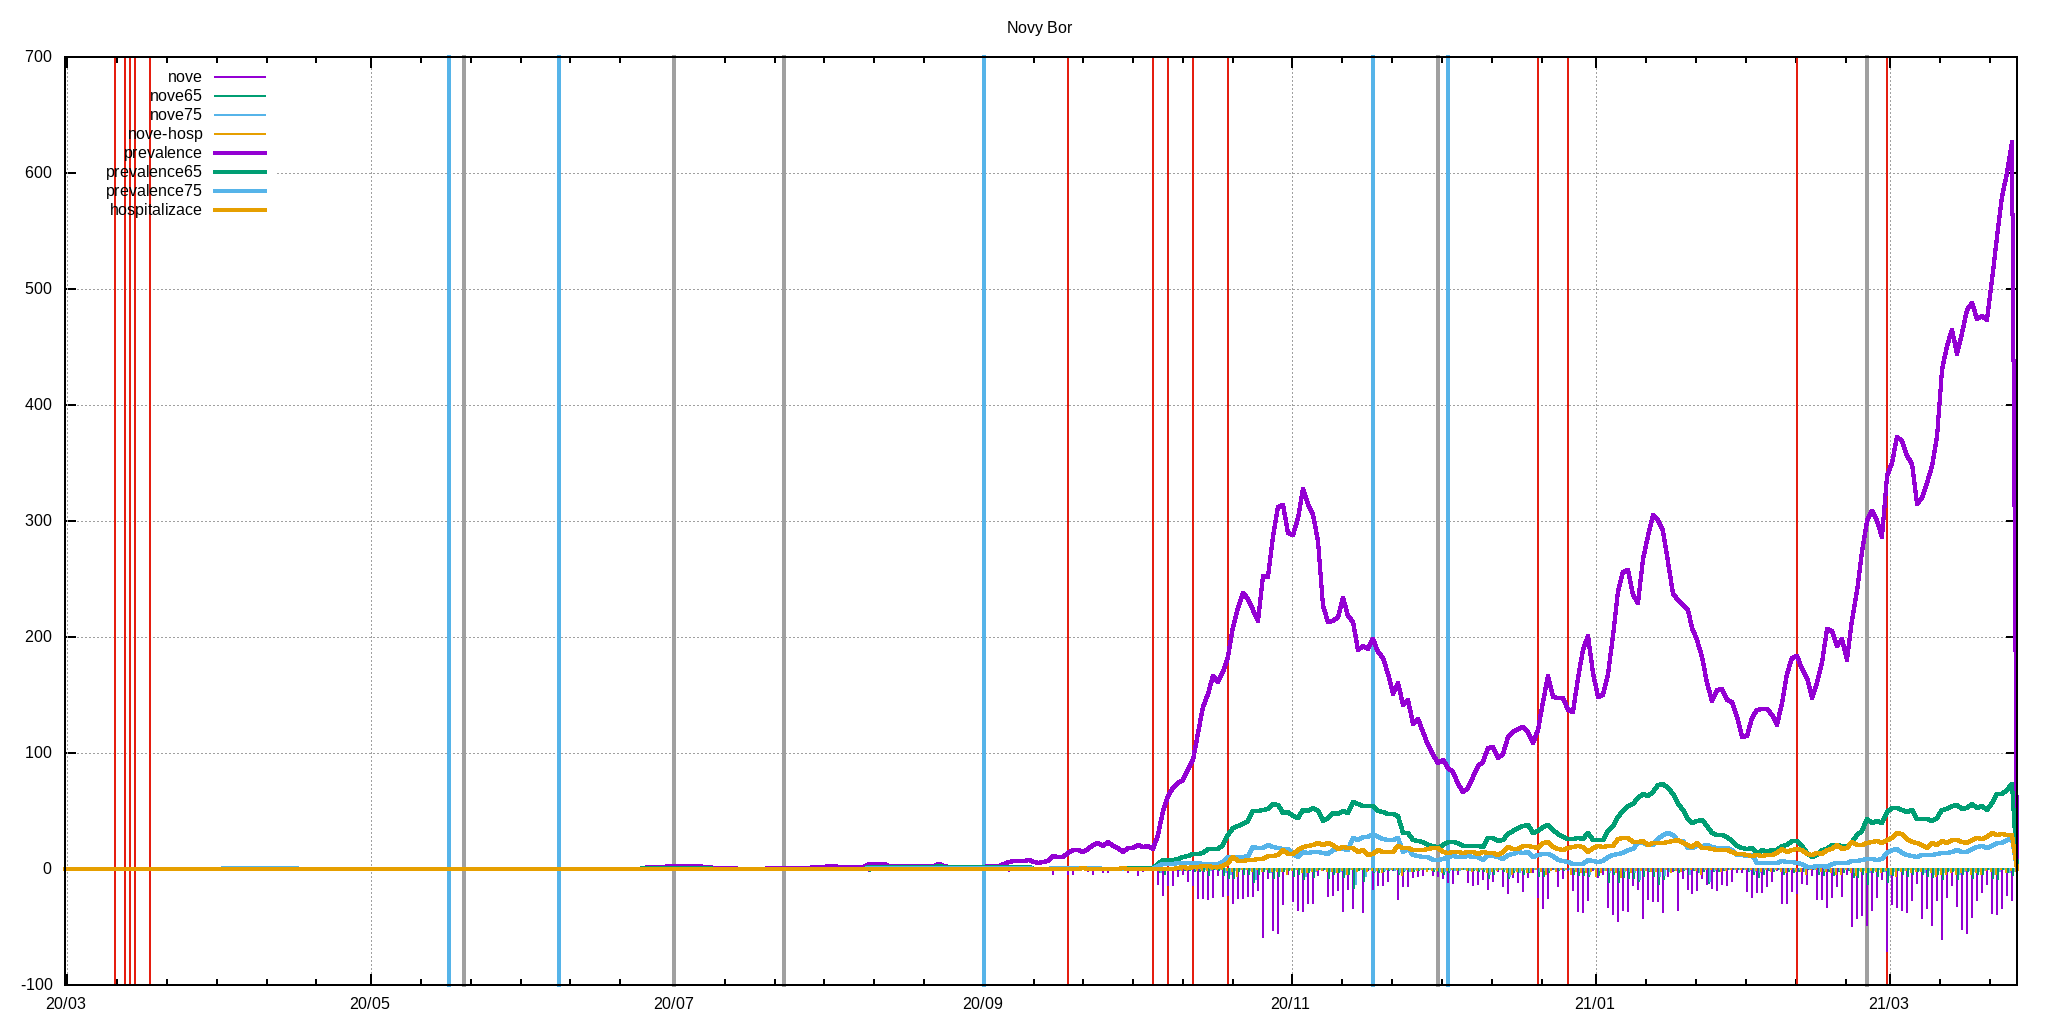 Novy Bor
700
600
500
400
300
200
100
0
-100
nove
nove65
nove75
nove-hosp
prevalence
prevalence65
prevalence75
hospitalizace
20/03 20/05 20/07 20/09 20/11 21/01 21/03